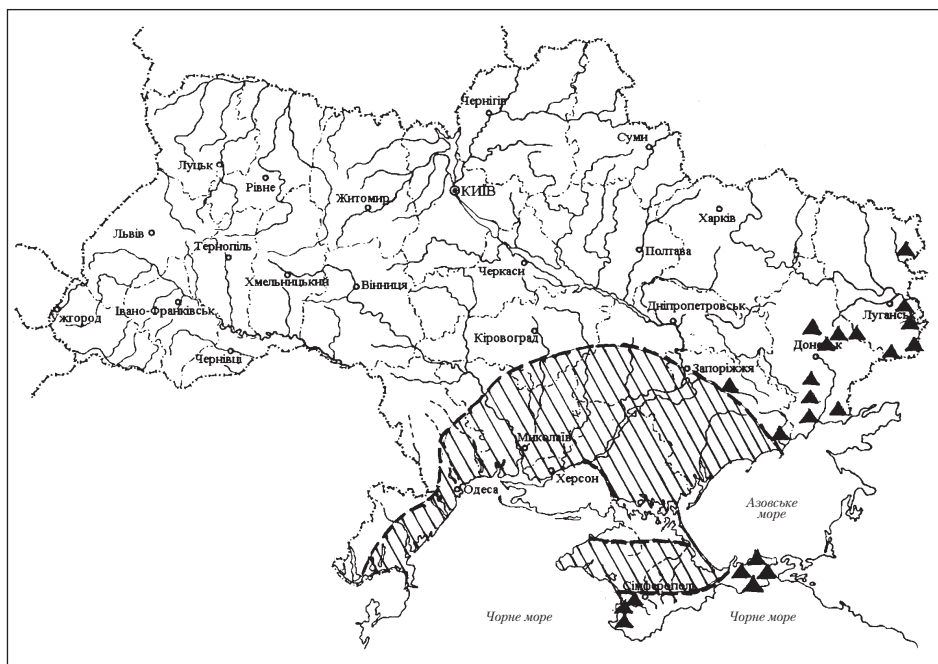 Чернігів
Суми
Луцьк
Рівне
КИЇВ
Житомир
Харків
Львів
Тернопіль
Полтава
Черкаси
Хмельницький
Вінниця
Ужгород
Івано-Франківськ
Дніпропетровськ
Луганськ
Кіровоград
Донецьк
Чернівці
Запоріжжя
Миколаїв
Херсон
Одеса
Азовське
море
Сімферополь
Чорне море
Чорне море